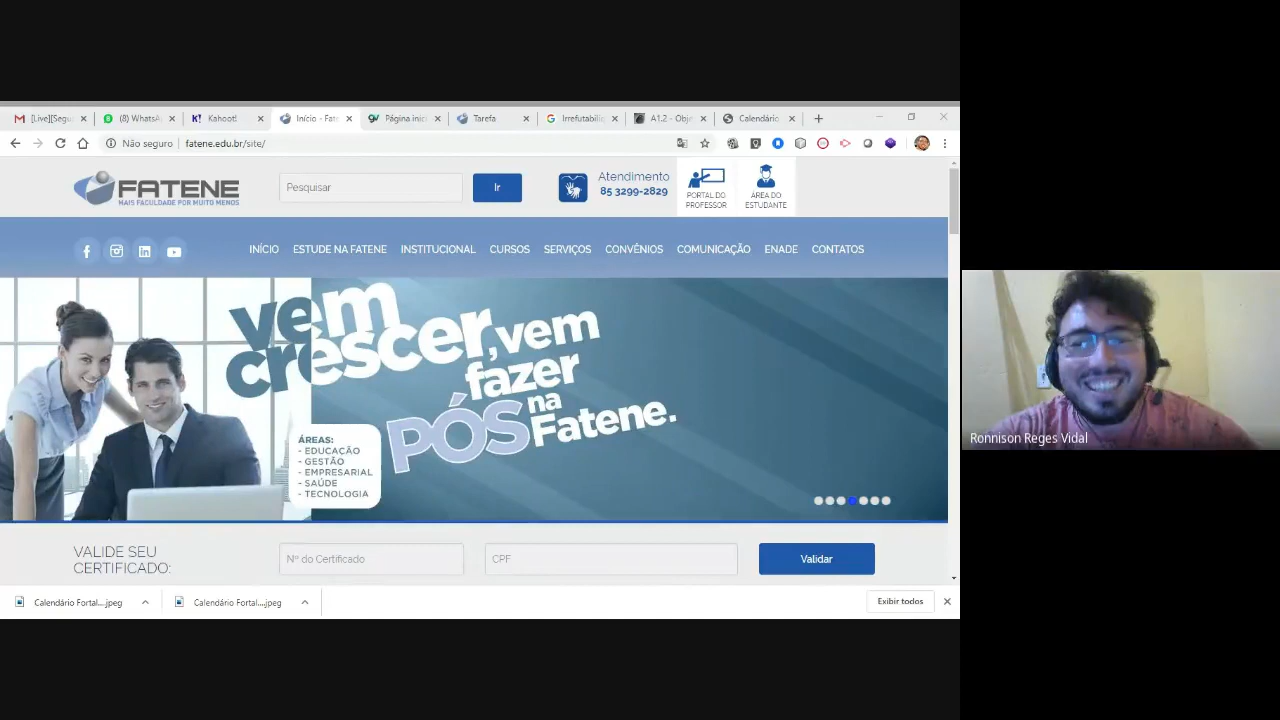 [Live][Segu
(8) WhatsA
Kahoot!
Início - Fate
Página inici
Tarefa
Irrefutabilid
A1.2 - Obje
Calendário
Não seguro
fatene.edu.br/site/
FATENE
MAIS FACULDADE POR MUITO MENOS
Pesquisar
Ir
Atendimento
85 3299-2829
PORTAL DO
PROFESSOR
ÁREA DO
ESTUDANTE
INÍCIO
ESTUDE NA FATENE
INSTITUCIONAL
CURSOS
SERVIÇOS
CONVÊNIOS
COMUNICAÇÃO
ENADE
CONTATOS
vem
crescer, vem
fazer
PÓS na
Fatene.
ÁREAS:
- EDUCAÇÃO
- GESTÃO
- EMPRESARIAL
- SAÚDE
- TECNOLOGIA
VALIDE SEU
CERTIFICADO:
Nº do Certificado
CPF
Validar
Calendário Fortal....jpeg
Calendário Fortal....jpeg
Exibir todos
Ronnison Reges Vidal